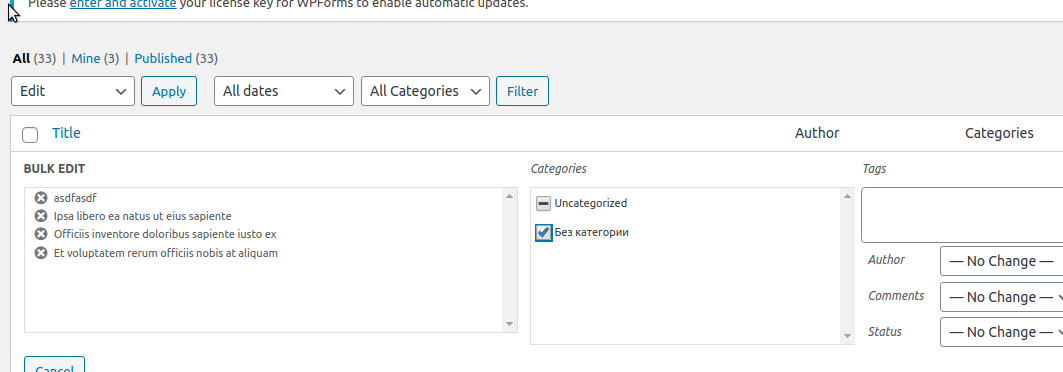 Please enter and activate your license key for WPForms to enable automatic updates.
All (33) | Mine (3) | Published (33)
Edit Apply All dates All Categories Filter
Title Author Categories
BULK EDIT Categories Tags
asdfasdf
Ipsa libero ea natus ut eius sapiente
Officiis inventore doloribus sapiente iusto ex
Et voluptatem rerum officiis nobis at aliquam
Uncategorized
Без категории
Author — No Change —
Comments — No Change —
Status — No Change —
Cancel